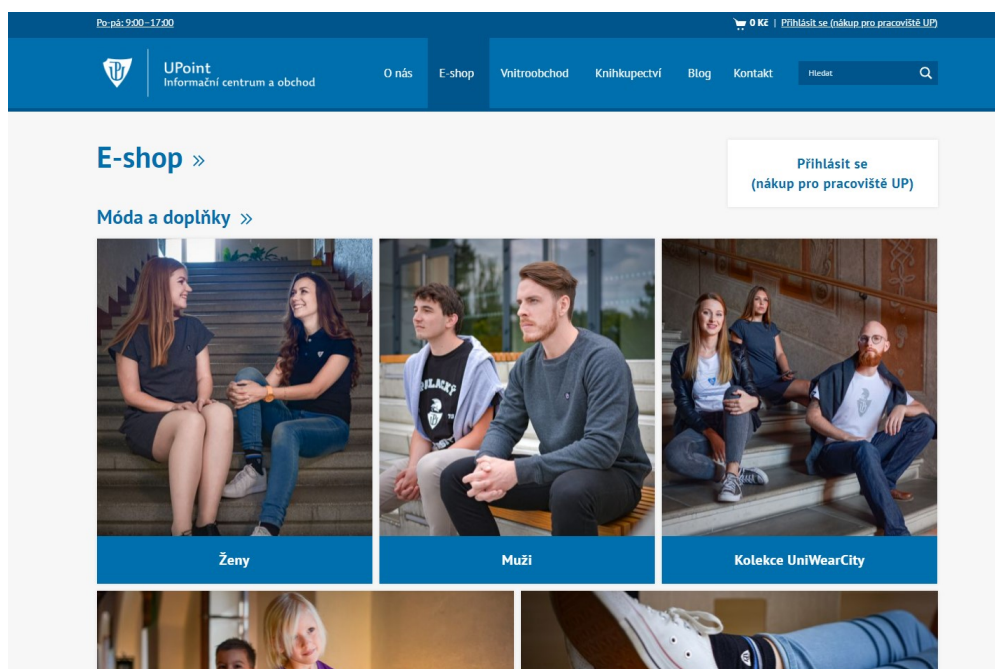 Po-pá: 9:00–17:00
0 Kč | Přihlásit se (nákup pro pracoviště UP)
UPoint
Informační centrum a obchod
O nás
E-shop
Vnitroobchod
Knihkupectví
Blog
Kontakt
Hledat
E-shop »
Přihlásit se
(nákup pro pracoviště UP)
Móda a doplňky »
Ženy
Muži
Kolekce UniWearCity